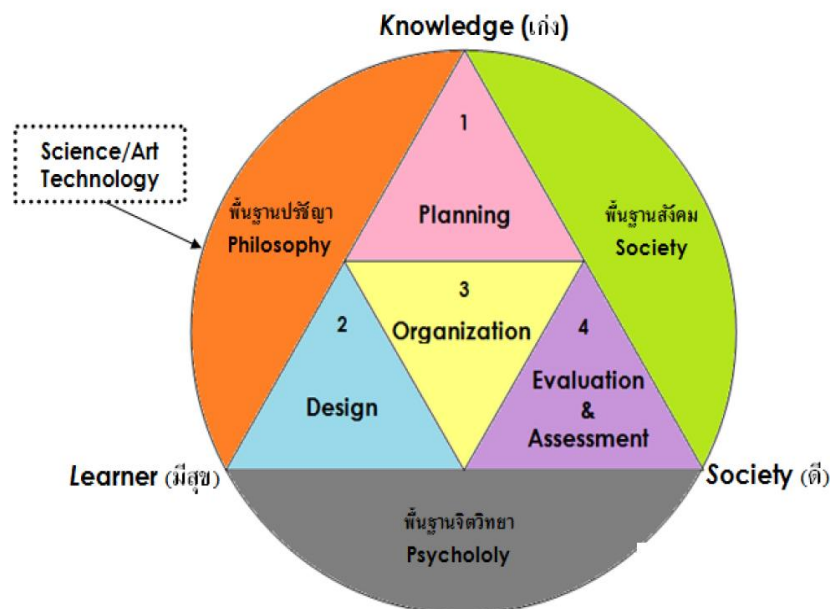 Knowledge (เก่ง)
Science/Art
Technology
พื้นฐานปรัชญา
Philosophy
1
Planning
พื้นฐานสังคม
Society
2
Design
3
Organization
4
Evaluation
&
Assessment
Learner (มีสุข)
Society (ดี)
พื้นฐานจิตวิทยา
Psychololy